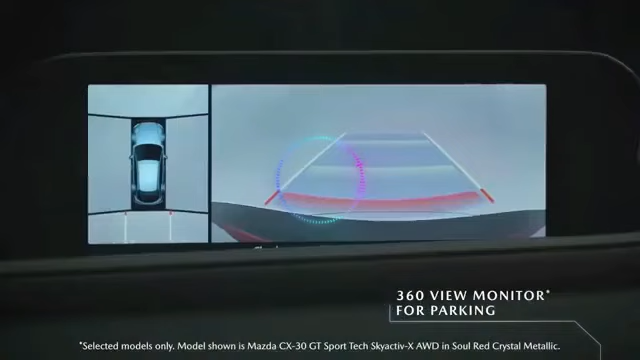 360 VIEW MONITOR*
FOR PARKING
*Selected models only. Model shown is Mazda CX-30 GT Sport Tech Skyactiv-X AWD in Soul Red Crystal Metallic.